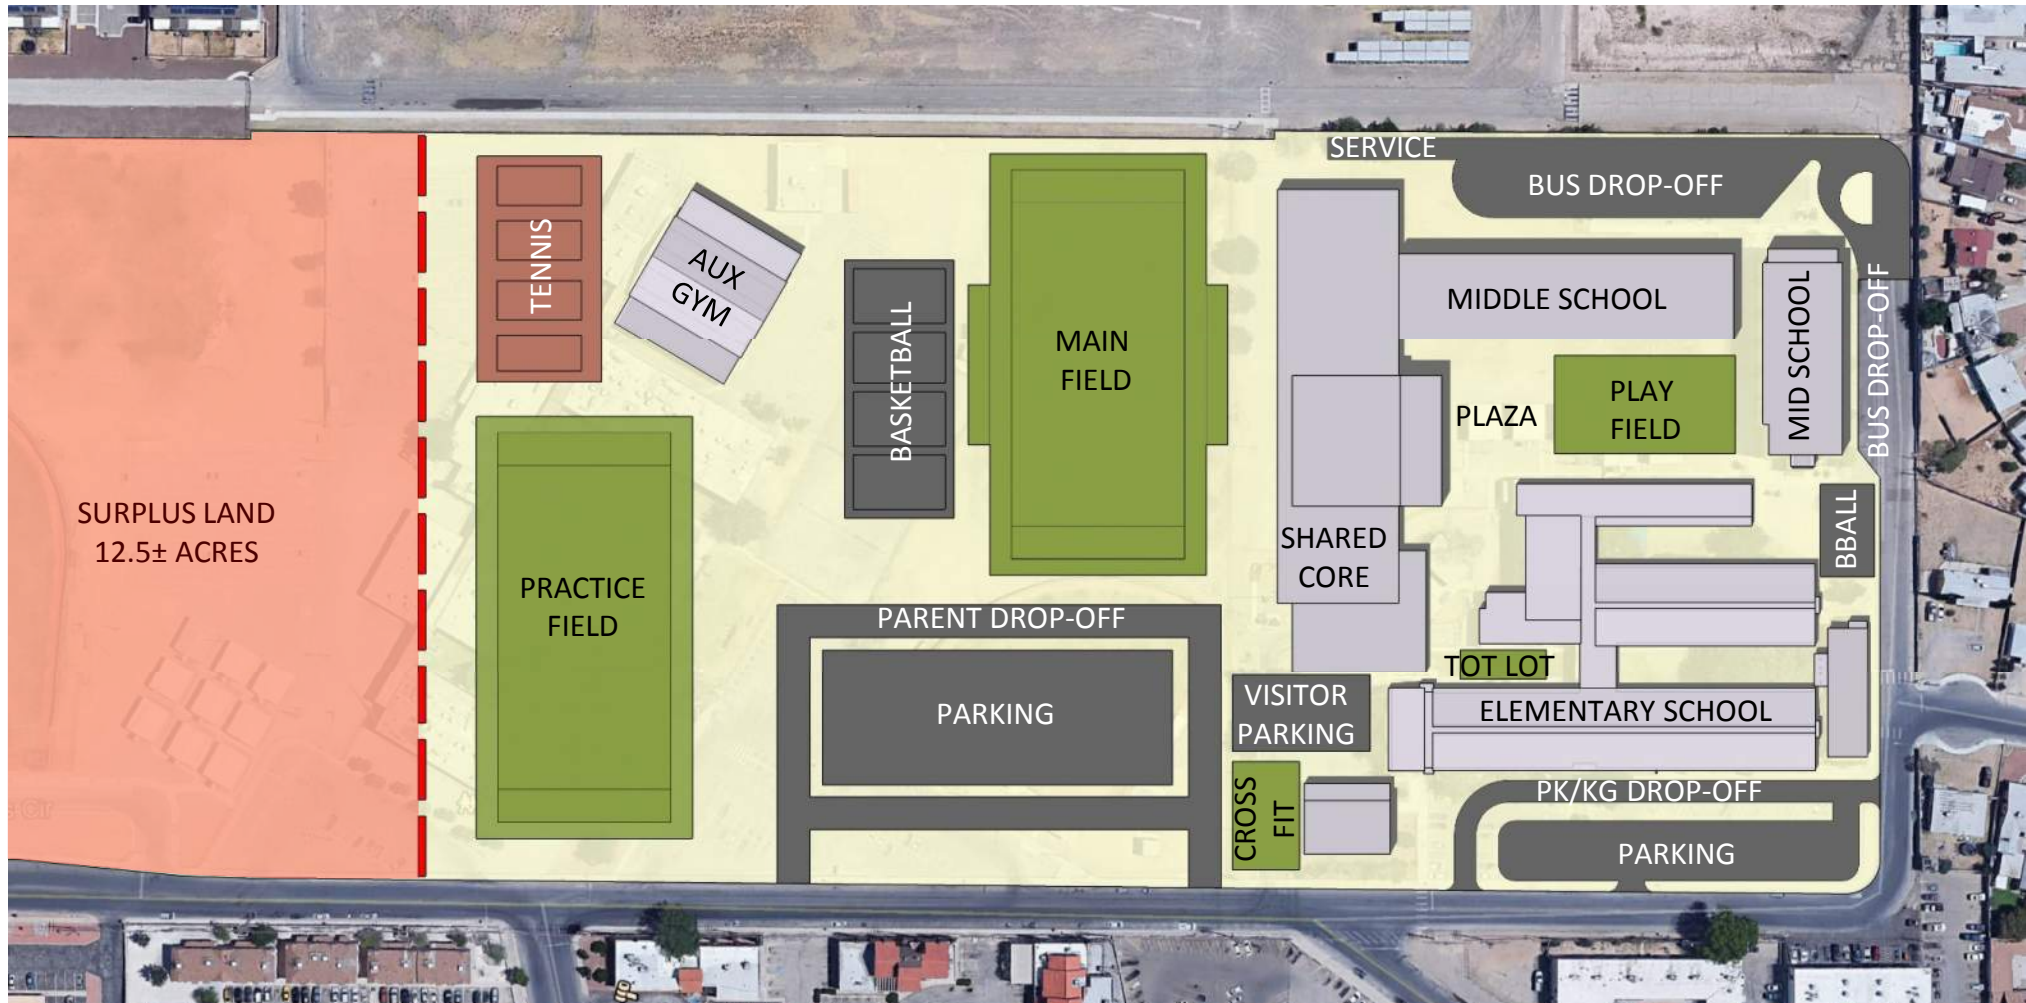 SERVICE
BUS DROP-OFF
TENNIS
AUX
GYM
BASKETBALL
MAIN
FIELD
MIDDLE SCHOOL
MID SCHOOL
BUS DROP-OFF
PLAY
FIELD
PLAZA
SURPLUS LAND
12.5± ACRES
PRACTICE
FIELD
SHARED
CORE
BBALL
PARENT DROP-OFF
PARKING
TOT LOT
VISITOR
PARKING
ELEMENTARY SCHOOL
CROSS
FIT
PK/KG DROP-OFF
PARKING